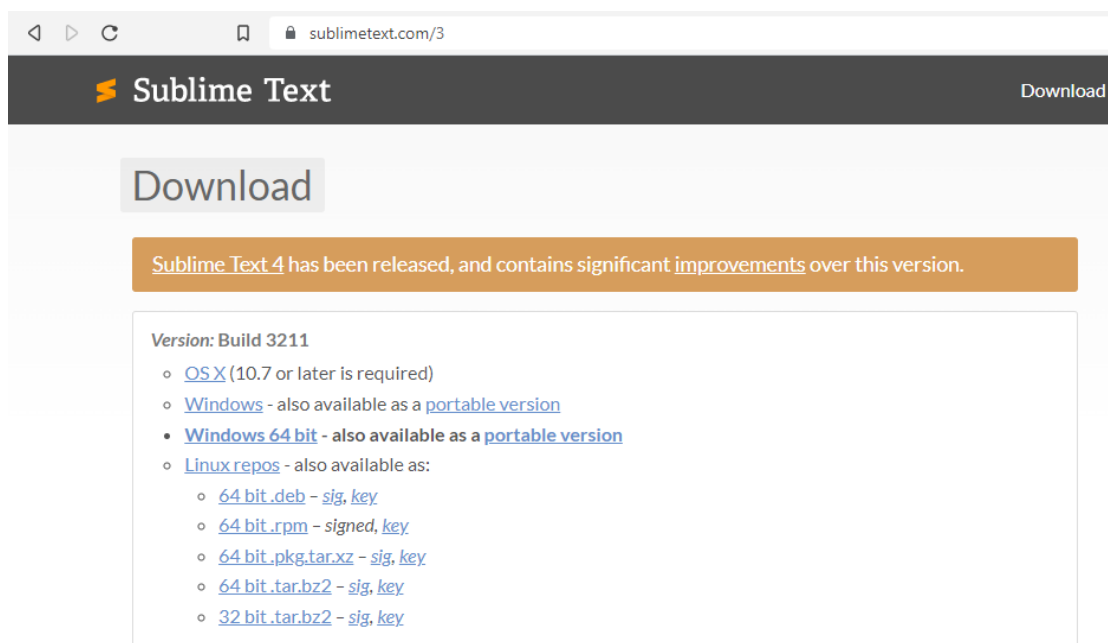 sublimetext.com/3
Sublime Text
Download
Download
Sublime Text 4 has been released, and contains significant improvements over this version.
Version: Build 3211
OS X (10.7 or later is required)
Windows - also available as a portable version
Windows 64 bit - also available as a portable version
Linux repos - also available as:
64 bit .deb – sig, key
64 bit .rpm – signed, key
64 bit .pkg.tar.xz – sig, key
64 bit .tar.bz2 – sig, key
32 bit .tar.bz2 – sig, key